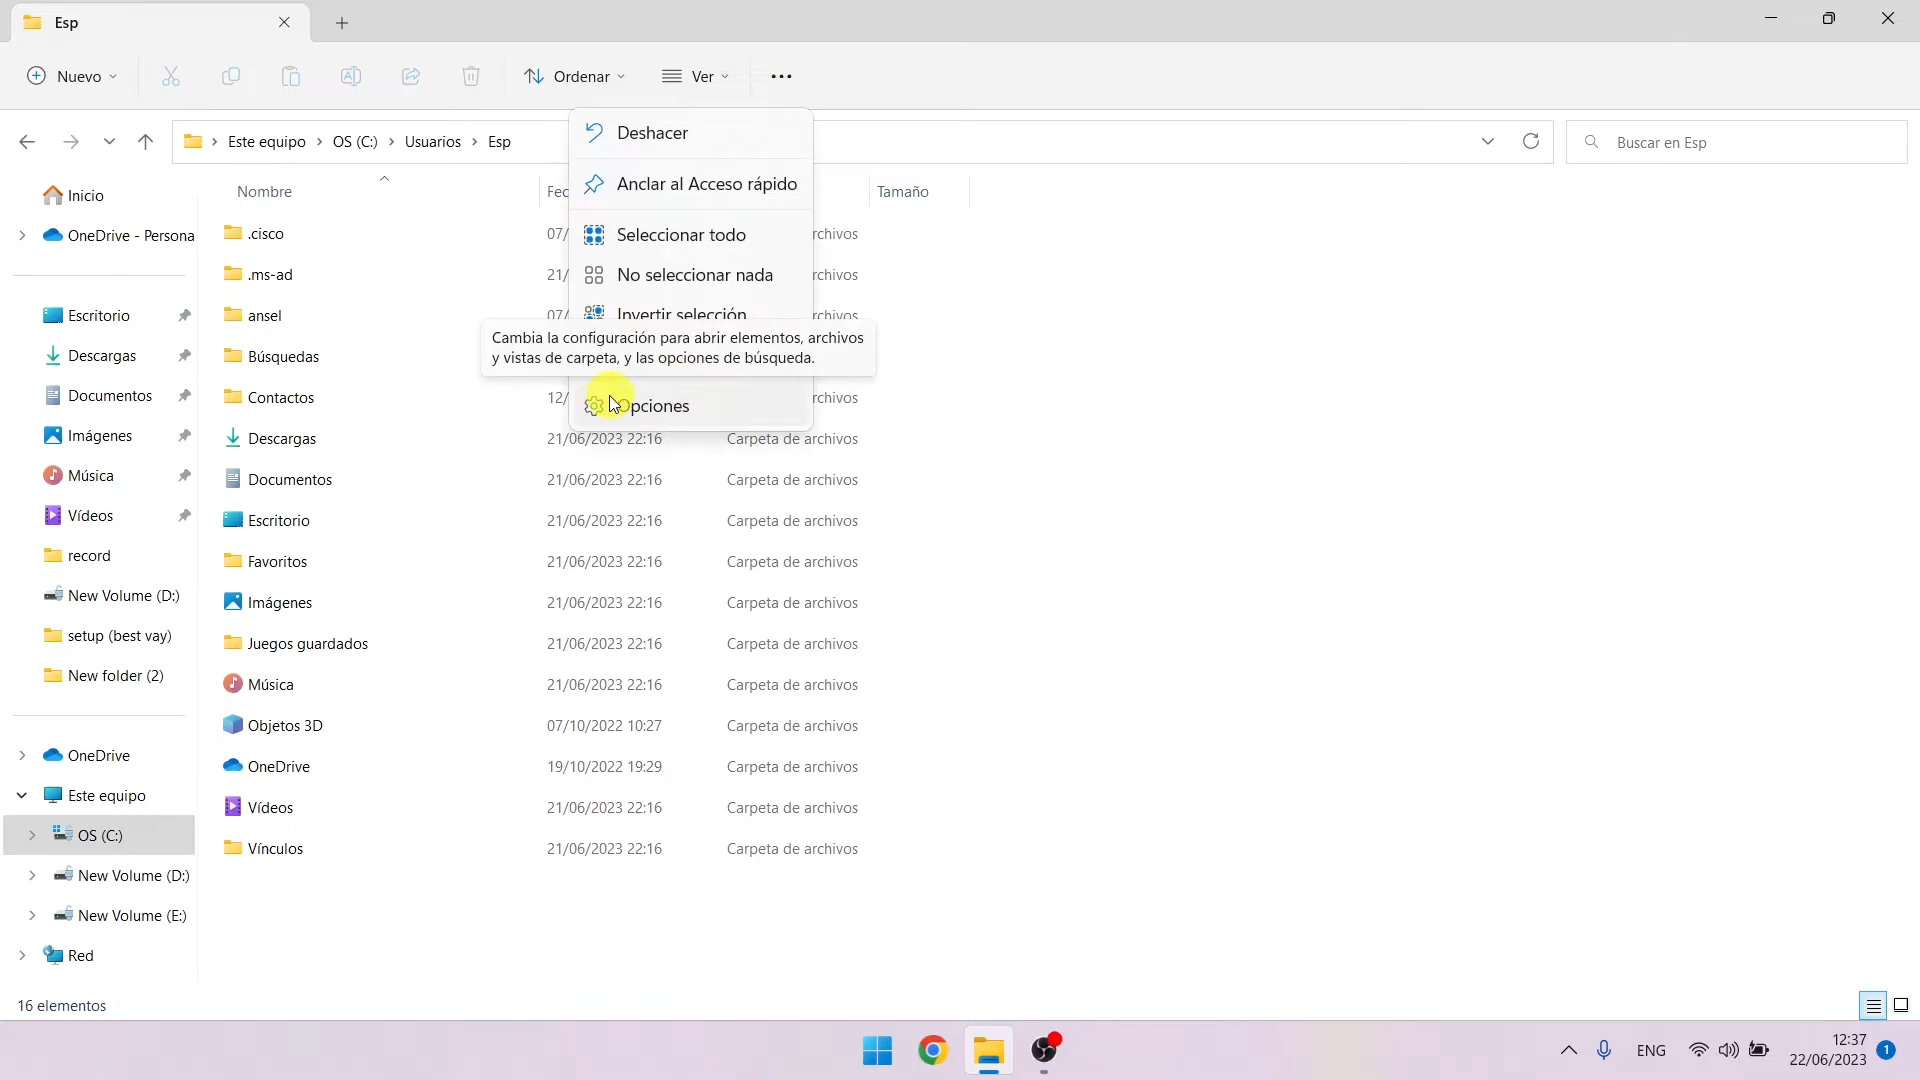 Esp
Nuevo
Ordenar
Ver
Este equipo
OS (C:)
Usuarios
Esp
Buscar en Esp
Deshacer
Anclar al Acceso rápido
Seleccionar todo
No seleccionar nada
Invertir selección
Cambia la configuración para abrir elementos, archivos
y vistas de carpeta, y las opciones de búsqueda.
Opciones
Nombre
Fec
Tamaño
.cisco 07/ rchivos
.ms-ad 21/ rchivos
ansel 07/ rchivos
Búsquedas
Contactos 12/ rchivos
Descargas 21/06/2023 22:16 Carpeta de archivos
Documentos 21/06/2023 22:16 Carpeta de archivos
Escritorio 21/06/2023 22:16 Carpeta de archivos
Favoritos 21/06/2023 22:16 Carpeta de archivos
Imágenes 21/06/2023 22:16 Carpeta de archivos
Juegos guardados 21/06/2023 22:16 Carpeta de archivos
Música 21/06/2023 22:16 Carpeta de archivos
Objetos 3D 07/10/2022 10:27 Carpeta de archivos
OneDrive 19/10/2022 19:29 Carpeta de archivos
Vídeos 21/06/2023 22:16 Carpeta de archivos
Vínculos 21/06/2023 22:16 Carpeta de archivos
Inicio
OneDrive - Persona
Escritorio
Descargas
Documentos
Imágenes
Música
Vídeos
record
New Volume (D:)
setup (best vay)
New folder (2)
OneDrive
Este equipo
OS (C:)
New Volume (D:)
New Volume (E:)
Red
16 elementos
ENG
12:37
22/06/2023
1